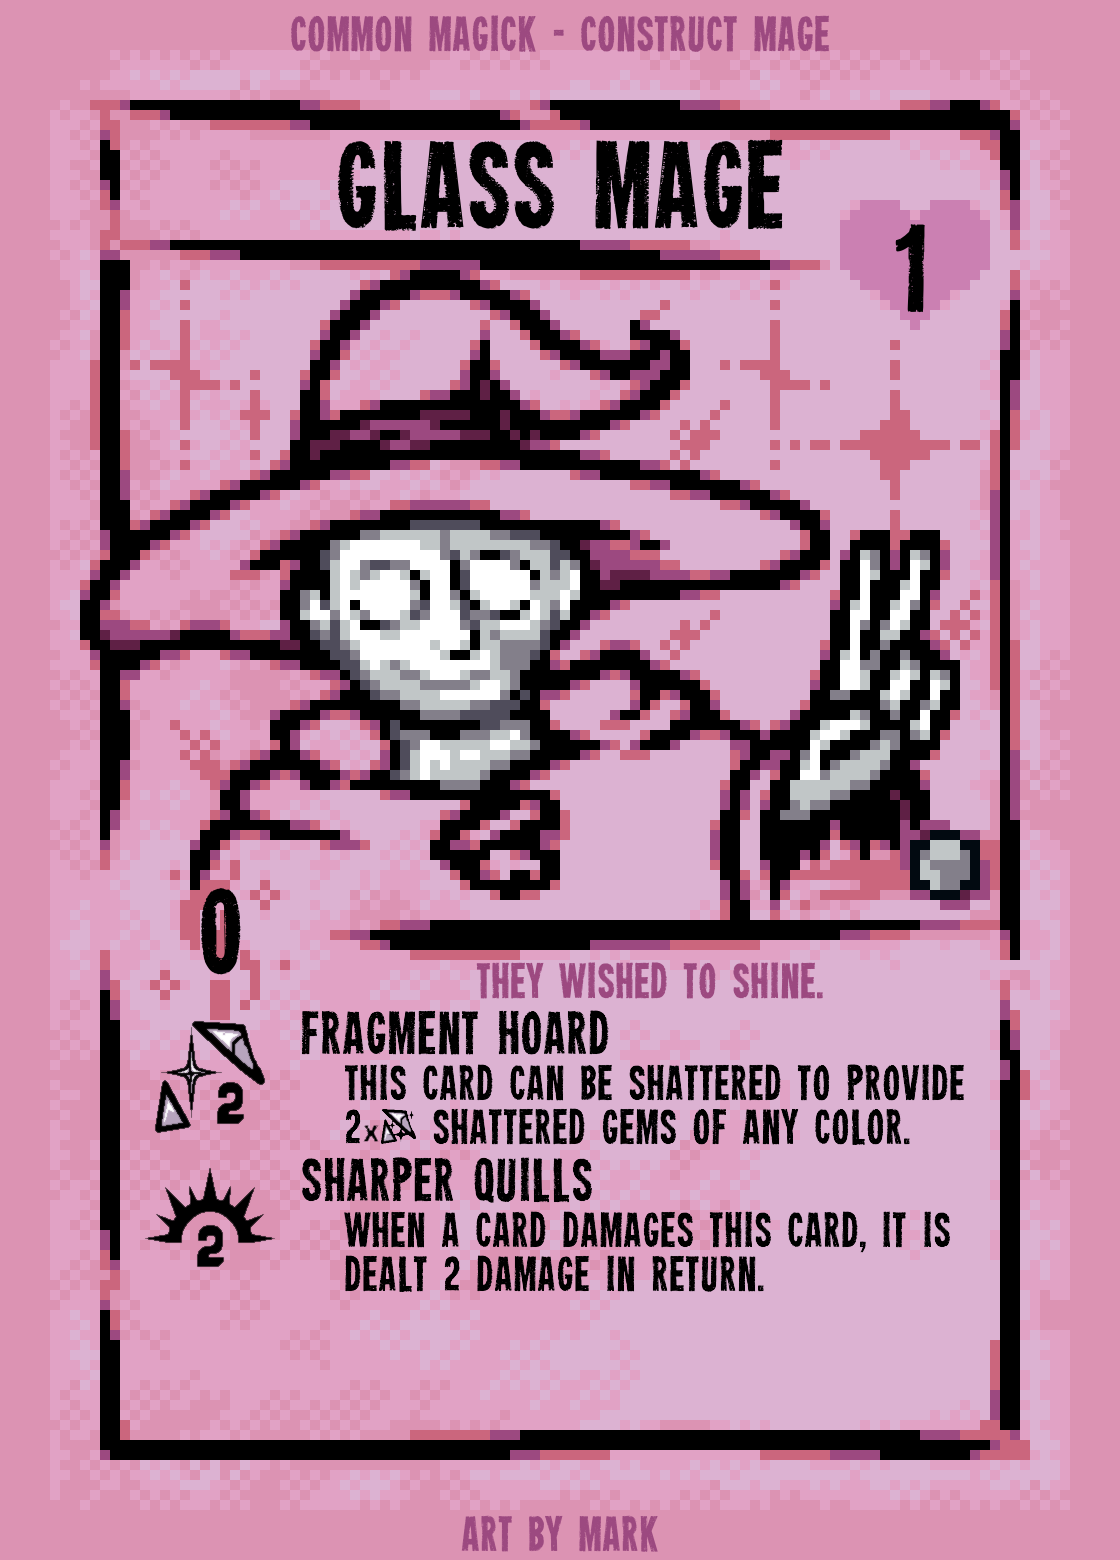 COMMON MAGICK - CONSTRUCT MAGE
GLASS MAGE
1
0
THEY WISHED TO SHINE.
FRAGMENT HOARD
2
THIS CARD CAN BE SHATTERED TO PROVIDE
2x SHATTERED GEMS OF ANY COLOR.
SHARPER QUILLS
2
WHEN A CARD DAMAGES THIS CARD, IT IS
DEALT 2 DAMAGE IN RETURN.
ART BY MARK